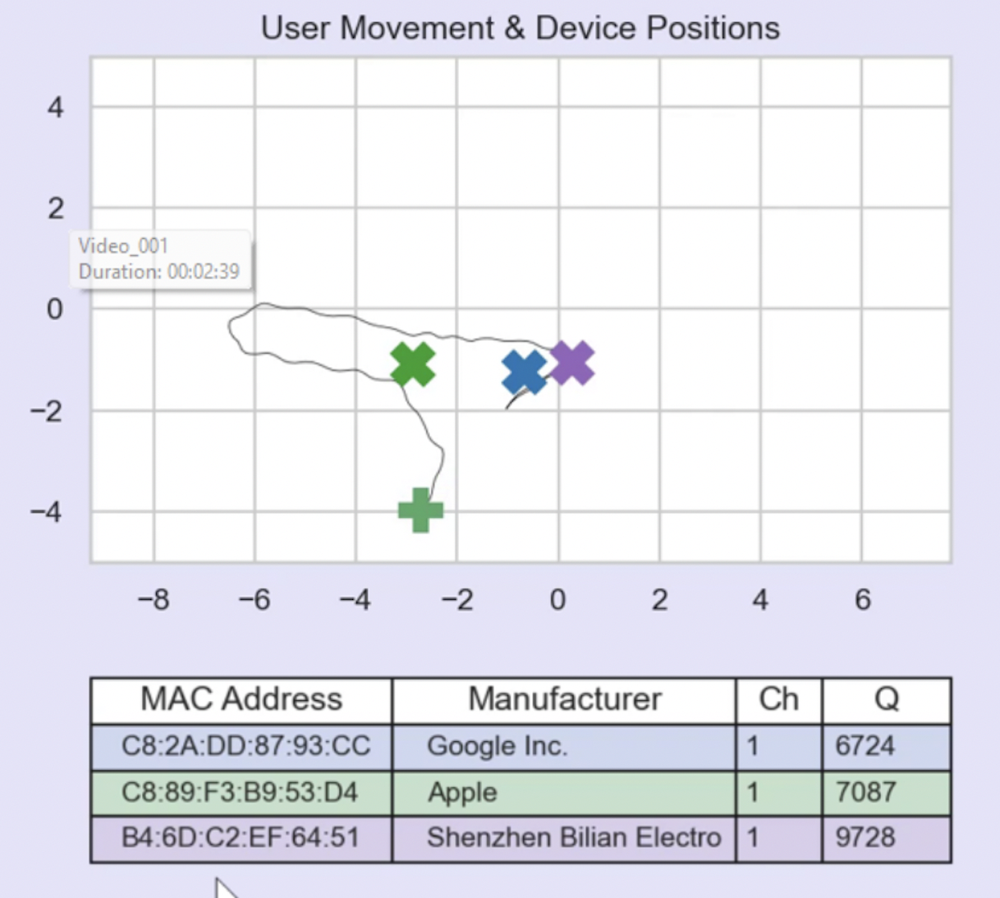 User Movement & Device Positions
4
2
Video_001
Duration: 00:02:39
0
−2
−4
−8 −6 −4 −2 0 2 4 6
MAC Address Manufacturer Ch Q
C8:2A:DD:87:93:CC Google Inc. 1 6724
C8:89:F3:B9:53:D4 Apple 1 7087
B4:6D:C2:EF:64:51 Shenzhen Bilian Electro 1 9728